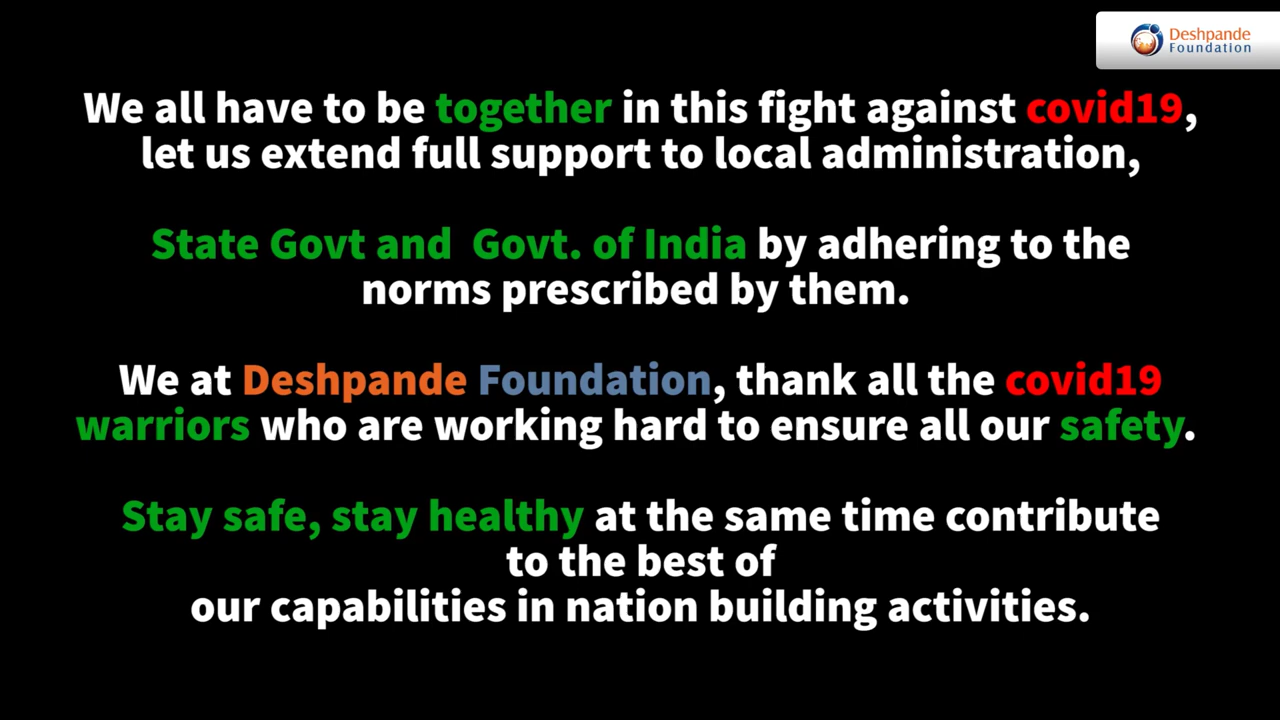 Deshpande
Foundation
We all have to be together in this fight against covid19,
let us extend full support to local administration,
State Govt and  Govt. of India by adhering to the
norms prescribed by them.
We at Deshpande Foundation, thank all the covid19
warriors who are working hard to ensure all our safety.
Stay safe, stay healthy at the same time contribute
to the best of
our capabilities in nation building activities.